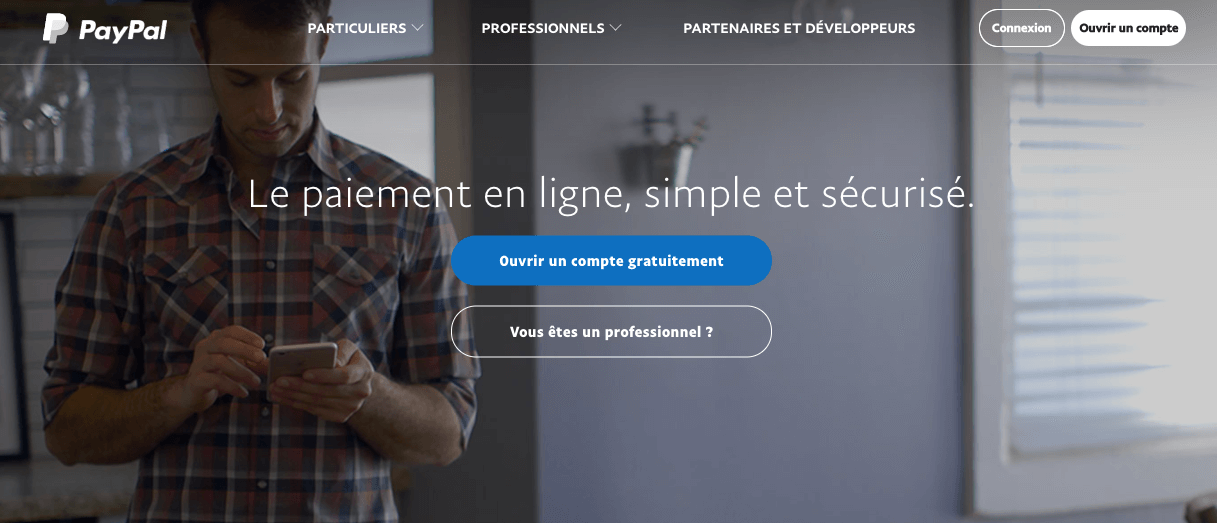 PayPal
PARTICULIERS
PROFESSIONNELS
PARTENAIRES ET DÉVELOPPEURS
Connexion
Ouvrir un compte
Le paiement en ligne, simple et sécurisé.
Ouvrir un compte gratuitement
Vous êtes un professionnel ?